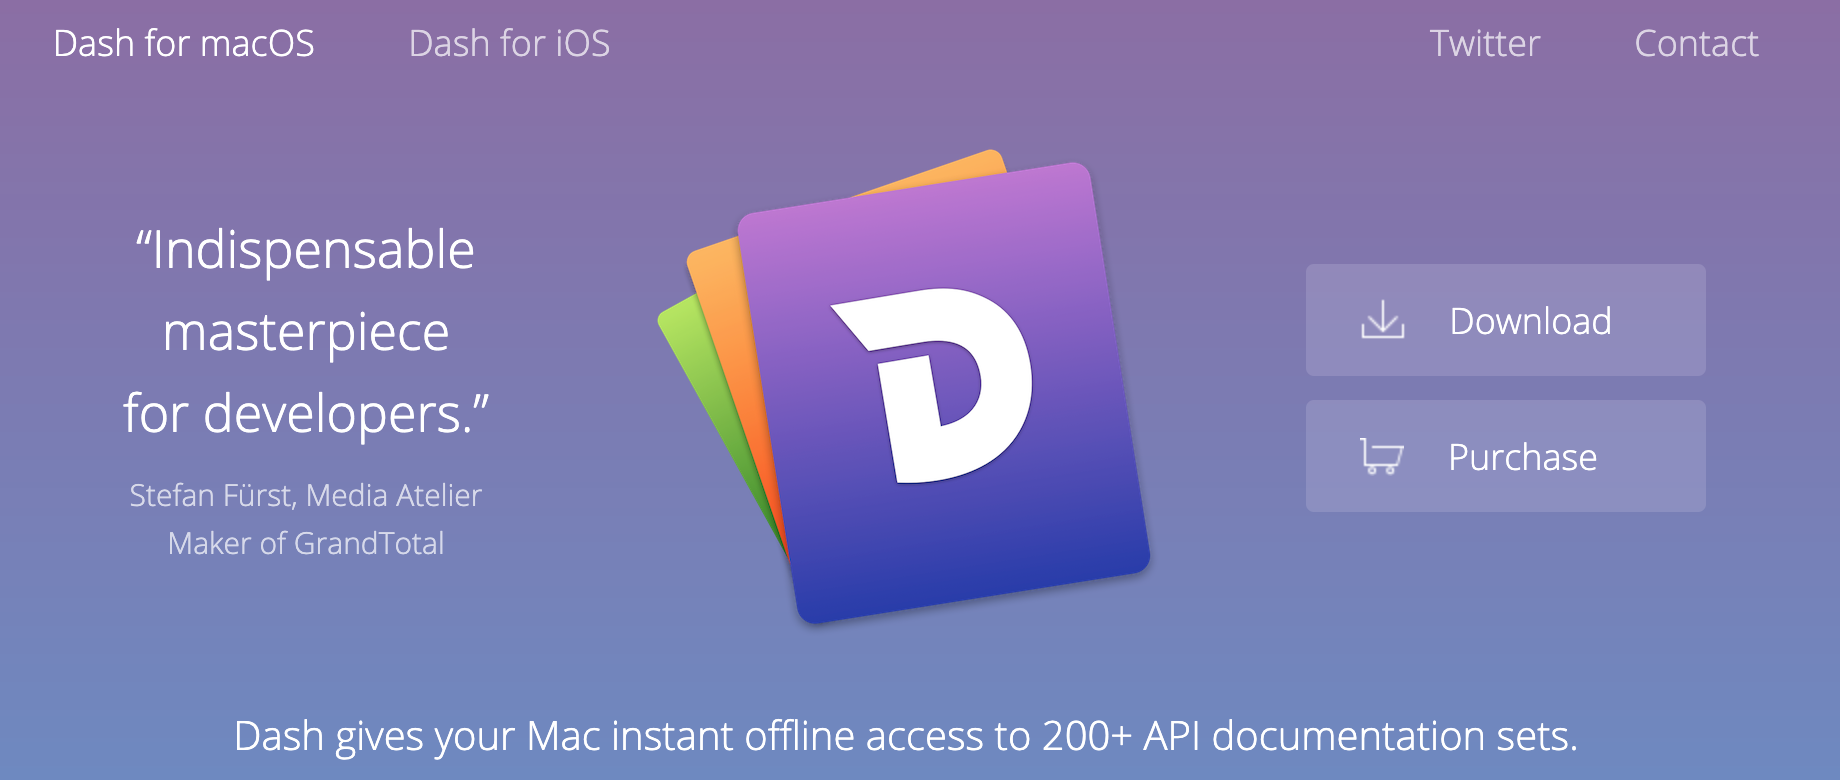 Dash for macOS
Dash for iOS
Twitter
Contact
“Indispensable
masterpiece
for developers.”
Stefan Fürst, Media Atelier
Maker of GrandTotal
D
Download
Purchase
Dash gives your Mac instant offline access to 200+ API documentation sets.